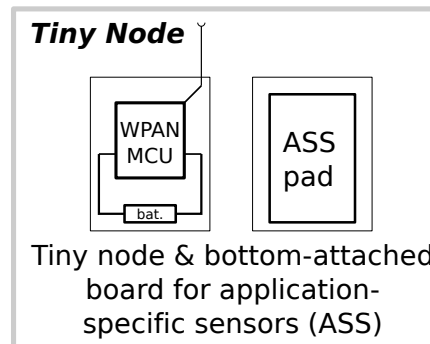 Tiny Node
WPAN
MCU
bat.
ASS
pad
Tiny node & bottom-attached
board for application-
specific sensors (ASS)